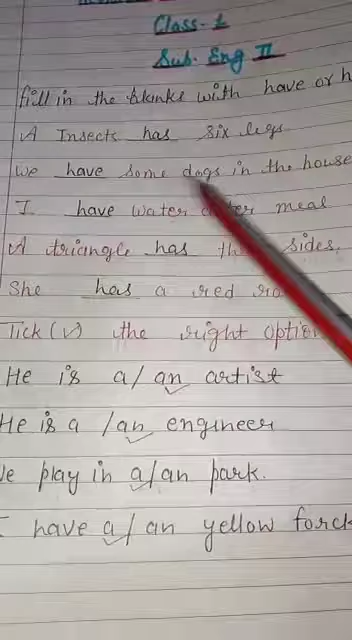 Class-1
Sub. Eng II
fill in the blanks with have or h
A Insects has six legs
We have some dogs in the house
I have water after meal
A triangle has sides.
She has a red
Tick (✓) the right option
He is a/an artist
He is a/an engineer
We play in a/an park.
I have a/an yellow forck